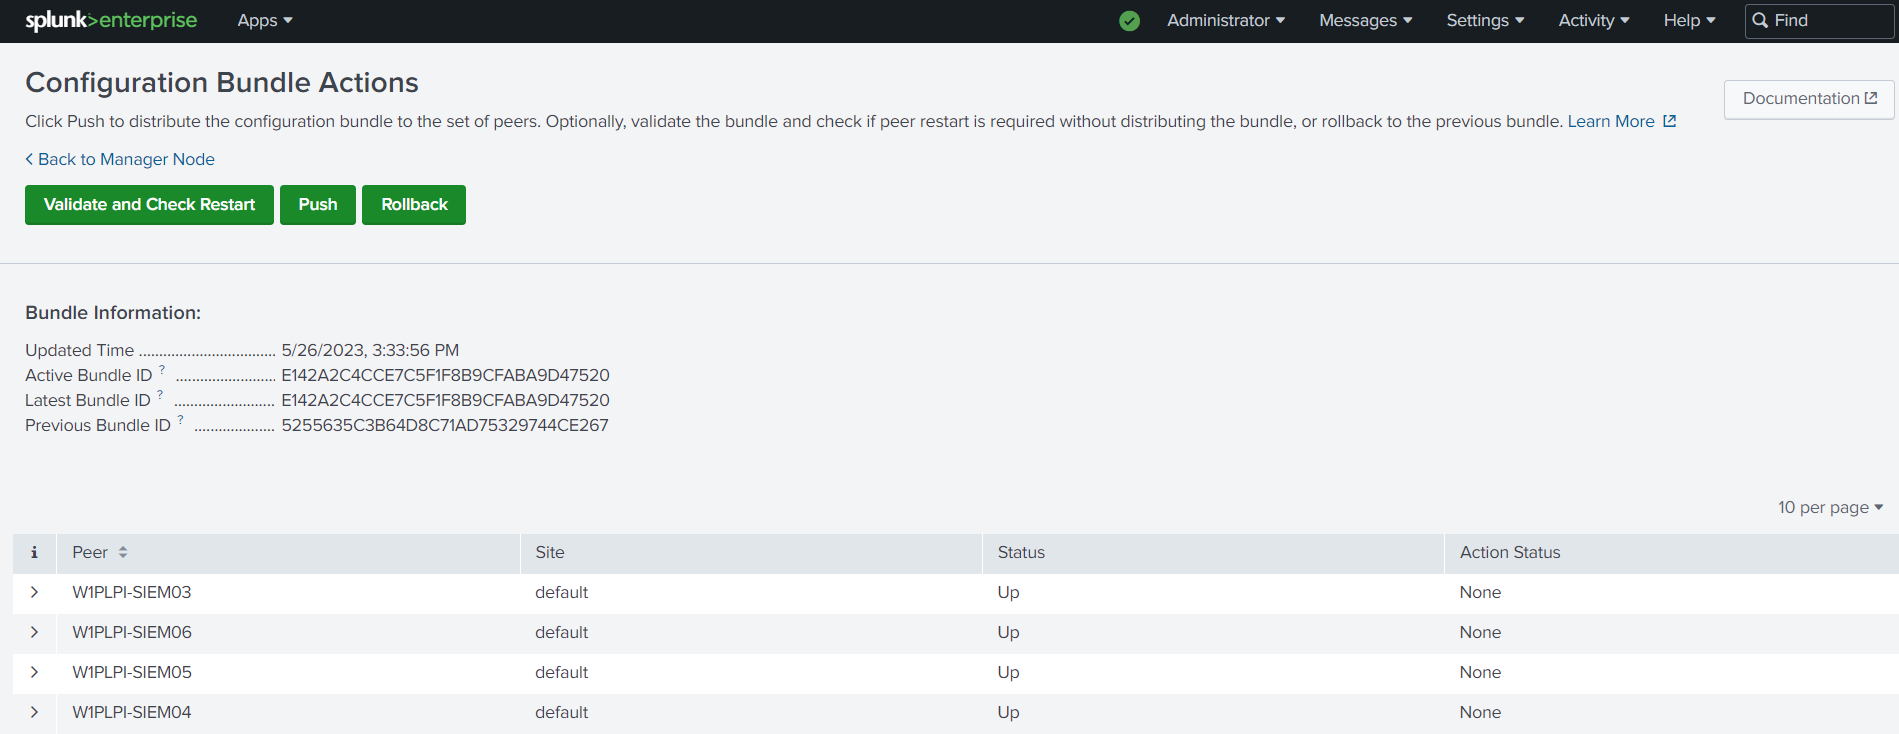 splunk>enterprise Apps Administrator Messages Settings Activity Help Find
Configuration Bundle Actions
Documentation
Click Push to distribute the configuration bundle to the set of peers. Optionally, validate the bundle and check if peer restart is required without distributing the bundle, or rollback to the previous bundle. Learn More
Back to Manager Node
Validate and Check Restart Push Rollback
Bundle Information:
Updated Time .................................. 5/26/2023, 3:33:56 PM
Active Bundle ID ? ......................... E142A2C4CCE7C5F1F8B9CFABA9D47520
Latest Bundle ID ? ......................... E142A2C4CCE7C5F1F8B9CFABA9D47520
Previous Bundle ID ? .................... 5255635C3B64D8C71AD75329744CE267
10 per page
i Peer Site Status Action Status
W1PLPI-SIEM03 default Up None
W1PLPI-SIEM06 default Up None
W1PLPI-SIEM05 default Up None
W1PLPI-SIEM04 default Up None